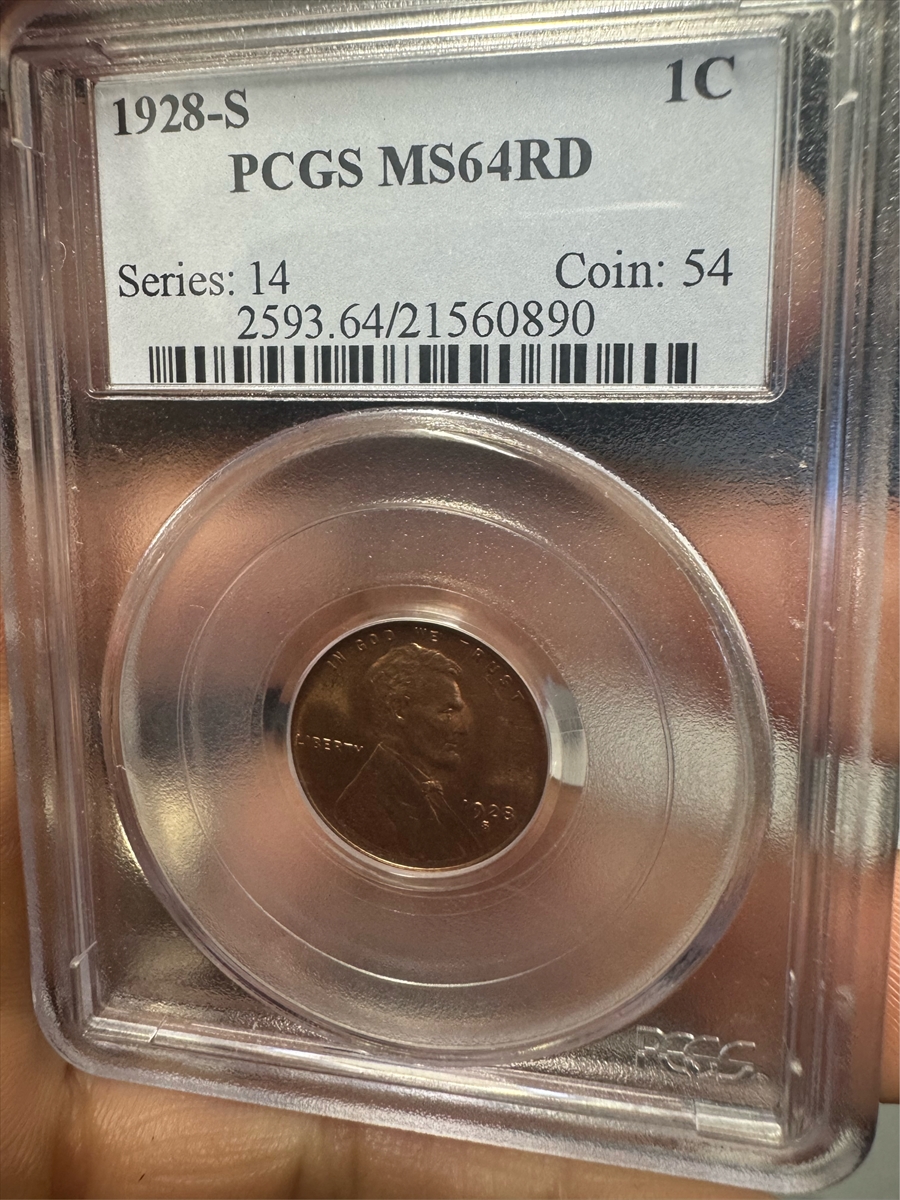 1928-S 1C
PCGS MS64RD
Series: 14 Coin: 54
2593.64/21560890
IN GOD WE TRUST
LIBERTY
1928
S
PCGS